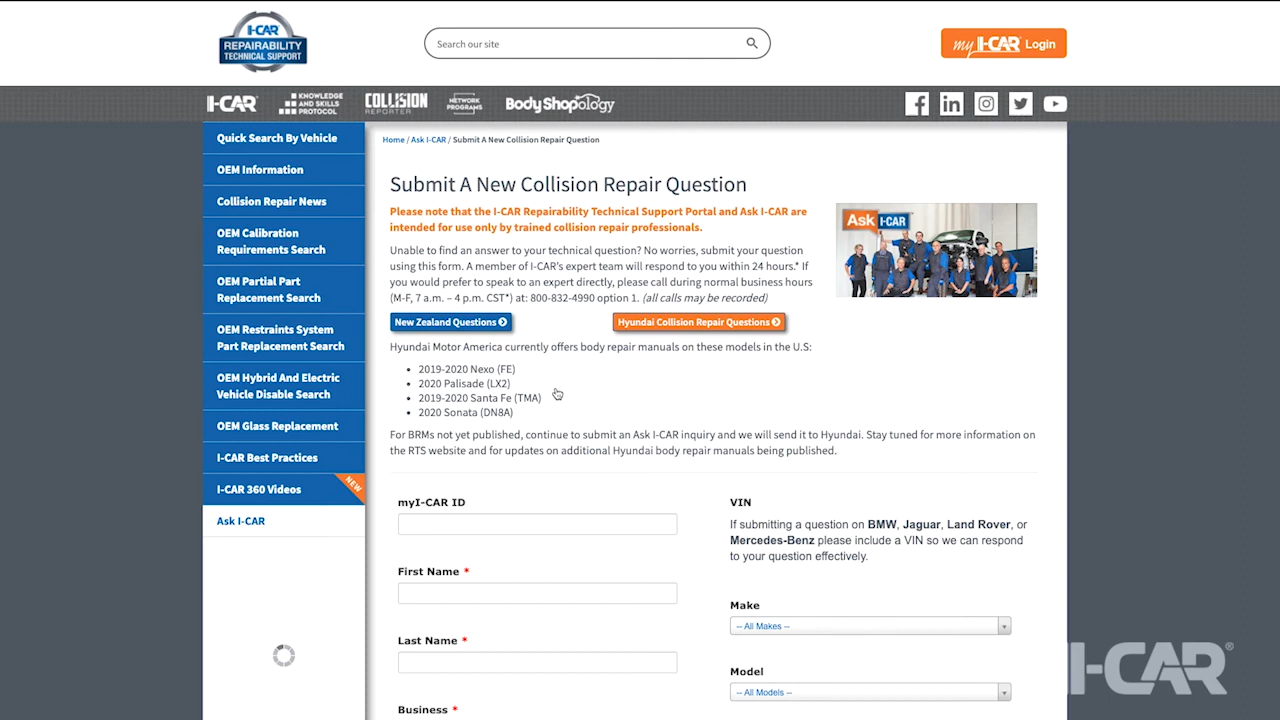 I-CAR
REPAIRABILITY
TECHNICAL SUPPORT
Search our site
my I-CAR Login
I-CAR
KNOWLEDGE
AND SKILLS
PROTOCOL
COLLISION
REPORTER
NETWORK
PROGRAMS
BodyShopology
Quick Search By Vehicle
OEM Information
Collision Repair News
OEM Calibration
Requirements Search
OEM Partial Part
Replacement Search
OEM Restraints System
Part Replacement Search
OEM Hybrid And Electric
Vehicle Disable Search
OEM Glass Replacement
I-CAR Best Practices
I-CAR 360 Videos
NEW
Ask I-CAR
Home / Ask I-CAR / Submit A New Collision Repair Question
Submit A New Collision Repair Question
Please note that the I-CAR Repairability Technical Support Portal and Ask I-CAR are
intended for use only by trained collision repair professionals.
Unable to find an answer to your technical question? No worries, submit your question
using this form. A member of I-CAR's expert team will respond to you within 24 hours.* If
you would prefer to speak to an expert directly, please call during normal business hours
(M-F, 7 a.m. – 4 p.m. CST*) at: 800-832-4990 option 1. (all calls may be recorded)
Ask I-CAR
New Zealand Questions
Hyundai Collision Repair Questions
Hyundai Motor America currently offers body repair manuals on these models in the U.S:
• 2019-2020 Nexo (FE)
• 2020 Palisade (LX2)
• 2019-2020 Santa Fe (TMA)
• 2020 Sonata (DN8A)
For BRMs not yet published, continue to submit an Ask I-CAR inquiry and we will send it to Hyundai. Stay tuned for more information on
the RTS website and for updates on additional Hyundai body repair manuals being published.
myI-CAR ID
First Name *
Last Name *
Business *
VIN
If submitting a question on BMW, Jaguar, Land Rover, or
Mercedes-Benz please include a VIN so we can respond
to your question effectively.
Make
-- All Makes --
Model
-- All Models --
I-CAR®